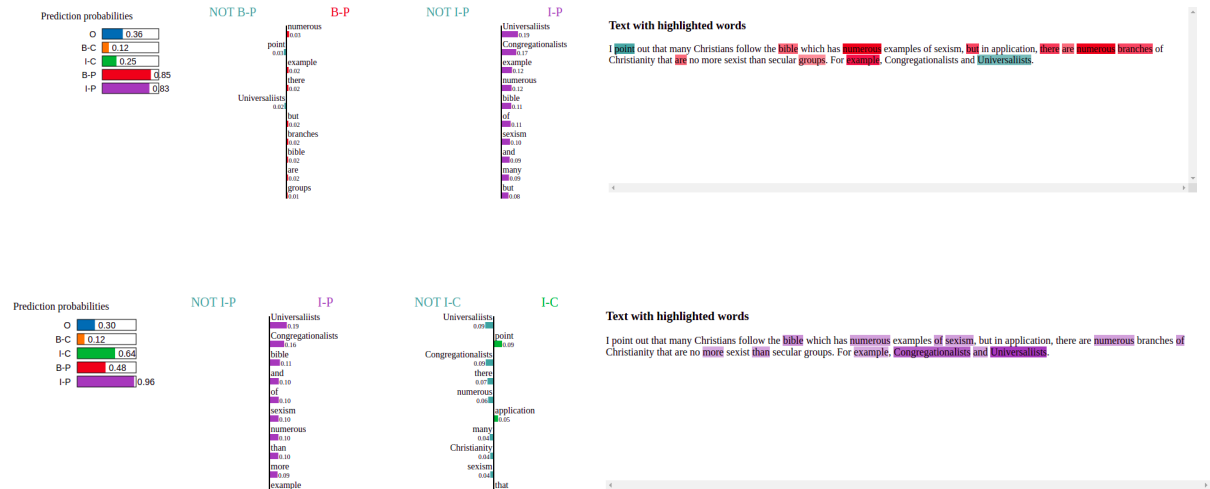 NOT B-P B-P NOT I-P I-P
Prediction probabilities
O 0.36
B-C 0.12
I-C 0.25
B-P 0.85
I-P 0.83
numerous
0.03
point
0.03
example
0.02
there
0.02
Universaliists
0.02
but
0.02
branches
0.02
bible
0.02
are
0.02
groups
0.01
Universaliists
0.19
Congregationalists
0.17
example
0.12
numerous
0.12
bible
0.11
of
0.11
sexism
0.10
and
0.09
many
0.09
but
0.08
Text with highlighted words
I point out that many Christians follow the bible which has numerous examples of sexism, but in application, there are numerous branches of
Christianity that are no more sexist than secular groups. For example, Congregationalists and Universaliists.
NOT I-P I-P NOT I-C I-C
Prediction probabilities
O 0.30
B-C 0.12
I-C 0.64
B-P 0.48
I-P 0.96
Universaliists
0.19
Congregationalists
0.16
bible
0.11
and
0.10
of
0.10
sexism
0.10
numerous
0.10
than
0.10
more
0.09
example
Universaliists
0.09
point
0.09
Congregationalists
0.09
there
0.07
numerous
0.06
application
0.05
many
0.04
Christianity
0.04
sexism
0.04
that
Text with highlighted words
I point out that many Christians follow the bible which has numerous examples of sexism, but in application, there are numerous branches of
Christianity that are no more sexist than secular groups. For example, Congregationalists and Universaliists.